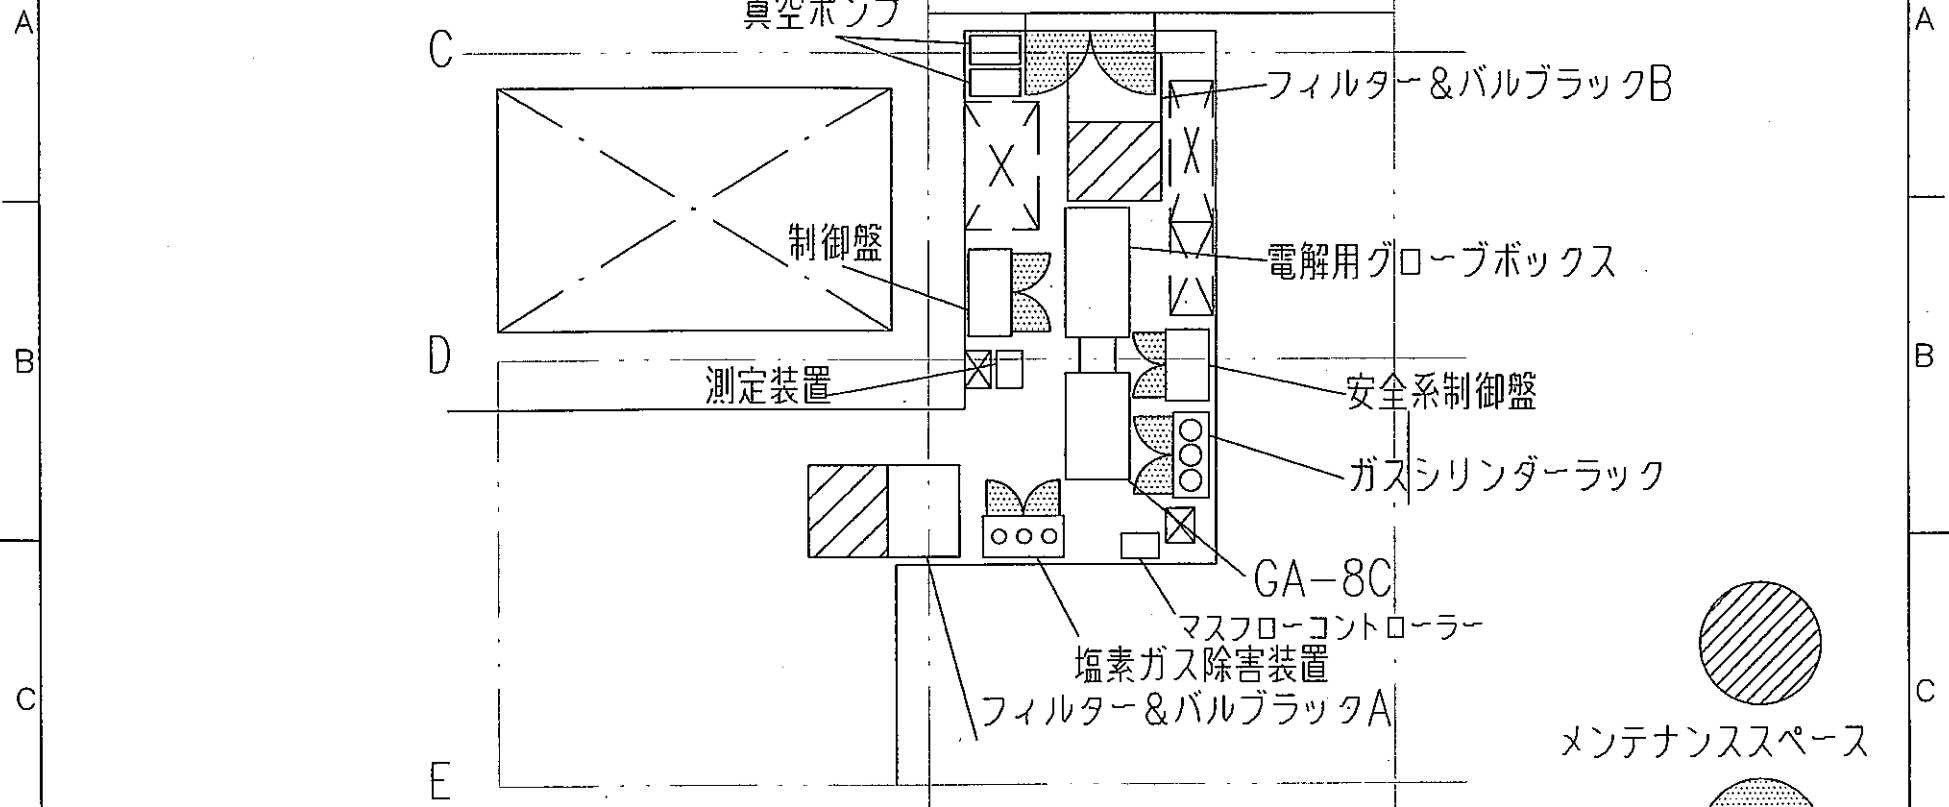 A
A
真空ポンプ
C
フィルター&バルブラックB
制御盤
電解用グローブボックス
D
B
B
測定装置
安全系制御盤
ガスシリンダーラック
GA-8C
マスフローコントローラー
塩素ガス除害装置
C
C
フィルター&バルブラックA
メンテナンススペース
E